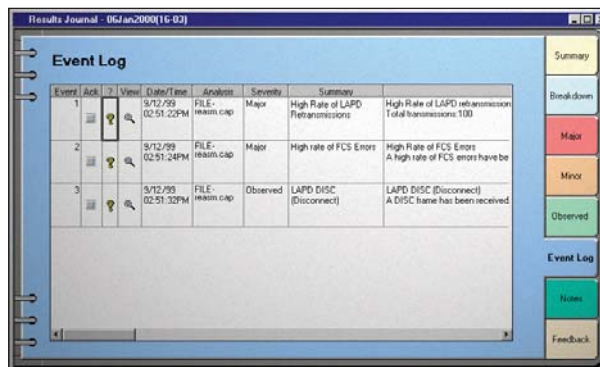 Results Journal - 06Jan2000(16-03)
Event Log
Event Ack ? View Date/Time Analysis Severity Summary
1 ? 9/12/99 FILE- Major High Rate of LAPD High Rate of LAPD retransmission
02:51:22PM reasm.cap Retransmissions Total transmissions:100
2 ? 9/12/99 FILE- Major High rate of FCS Errors High Rate of FCS Errors
02:51:24PM reasm.cap A high rate of FCS errors have be
3 ? 9/12/99 FILE- Observed LAPD DISC LAPD DISC (Disconnect)
02:51:32PM reasm.cap (Disconnect) A DISC frame has been received.
Summary
Breakdown
Major
Minor
Observed
Event Log
Notes
Feedback